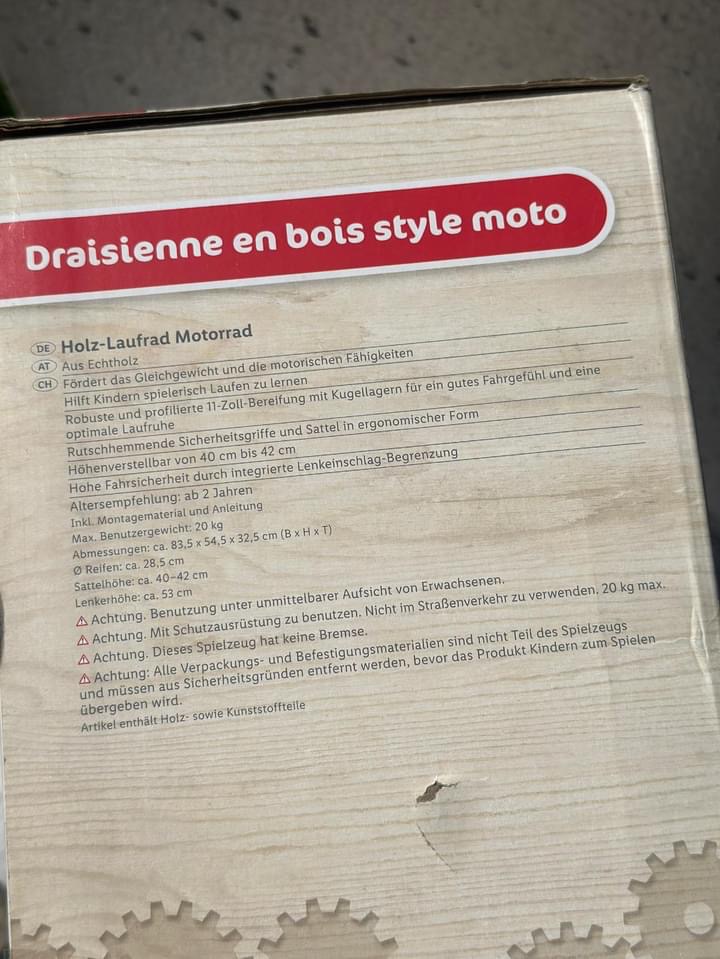 Draisienne en bois style moto
DE Holz-Laufrad Motorrad
AT Aus Echtholz
CH Fördert das Gleichgewicht und die motorischen Fähigkeiten
Hilft Kindern spielerisch Laufen zu lernen
Robuste und profilierte 11-Zoll-Bereifung mit Kugellagern für ein gutes Fahrgefühl und eine
optimale Laufruhe
Rutschhemmende Sicherheitsgriffe und Sattel in ergonomischer Form
Höhenverstellbar von 40 cm bis 42 cm
Hohe Fahrsicherheit durch integrierte Lenkeinschlag-Begrenzung
Altersempfehlung: ab 2 Jahren
Inkl. Montagematerial und Anleitung
Max. Benutzergewicht: 20 kg
Abmessungen: ca. 83,5 x 54,5 x 32,5 cm (B x H x T)
Ø Reifen: ca. 28,5 cm
Sattelhöhe: ca. 40–42 cm
Lenkerhöhe: ca. 53 cm
⚠ Achtung. Benutzung unter unmittelbarer Aufsicht von Erwachsenen.
⚠ Achtung. Mit Schutzausrüstung zu benutzen. Nicht im Straßenverkehr zu verwenden. 20 kg max.
⚠ Achtung. Dieses Spielzeug hat keine Bremse.
⚠ Achtung: Alle Verpackungs- und Befestigungsmaterialien sind nicht Teil des Spielzeugs
und müssen aus Sicherheitsgründen entfernt werden, bevor das Produkt Kindern zum Spielen
übergeben wird.
Artikel enthält Holz- sowie Kunststoffteile